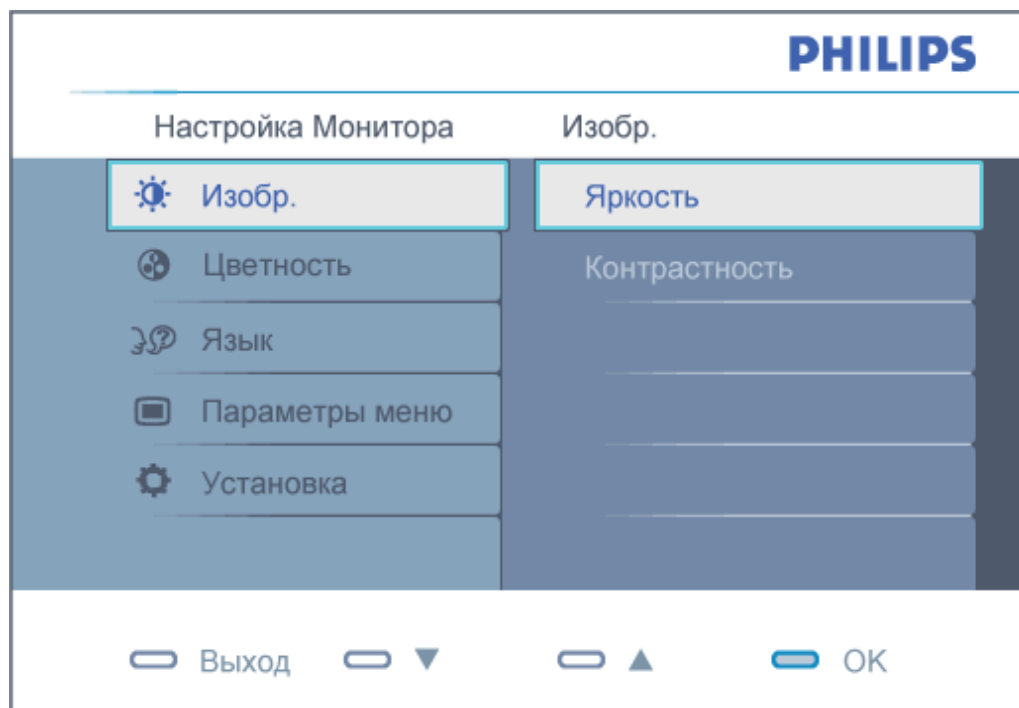 PHILIPS
Настройка Монитора Изобр.
Изобр. Яркость
Цветность Контрастность
Язык
Параметры меню
Установка
Выход ▼ ▲ OK